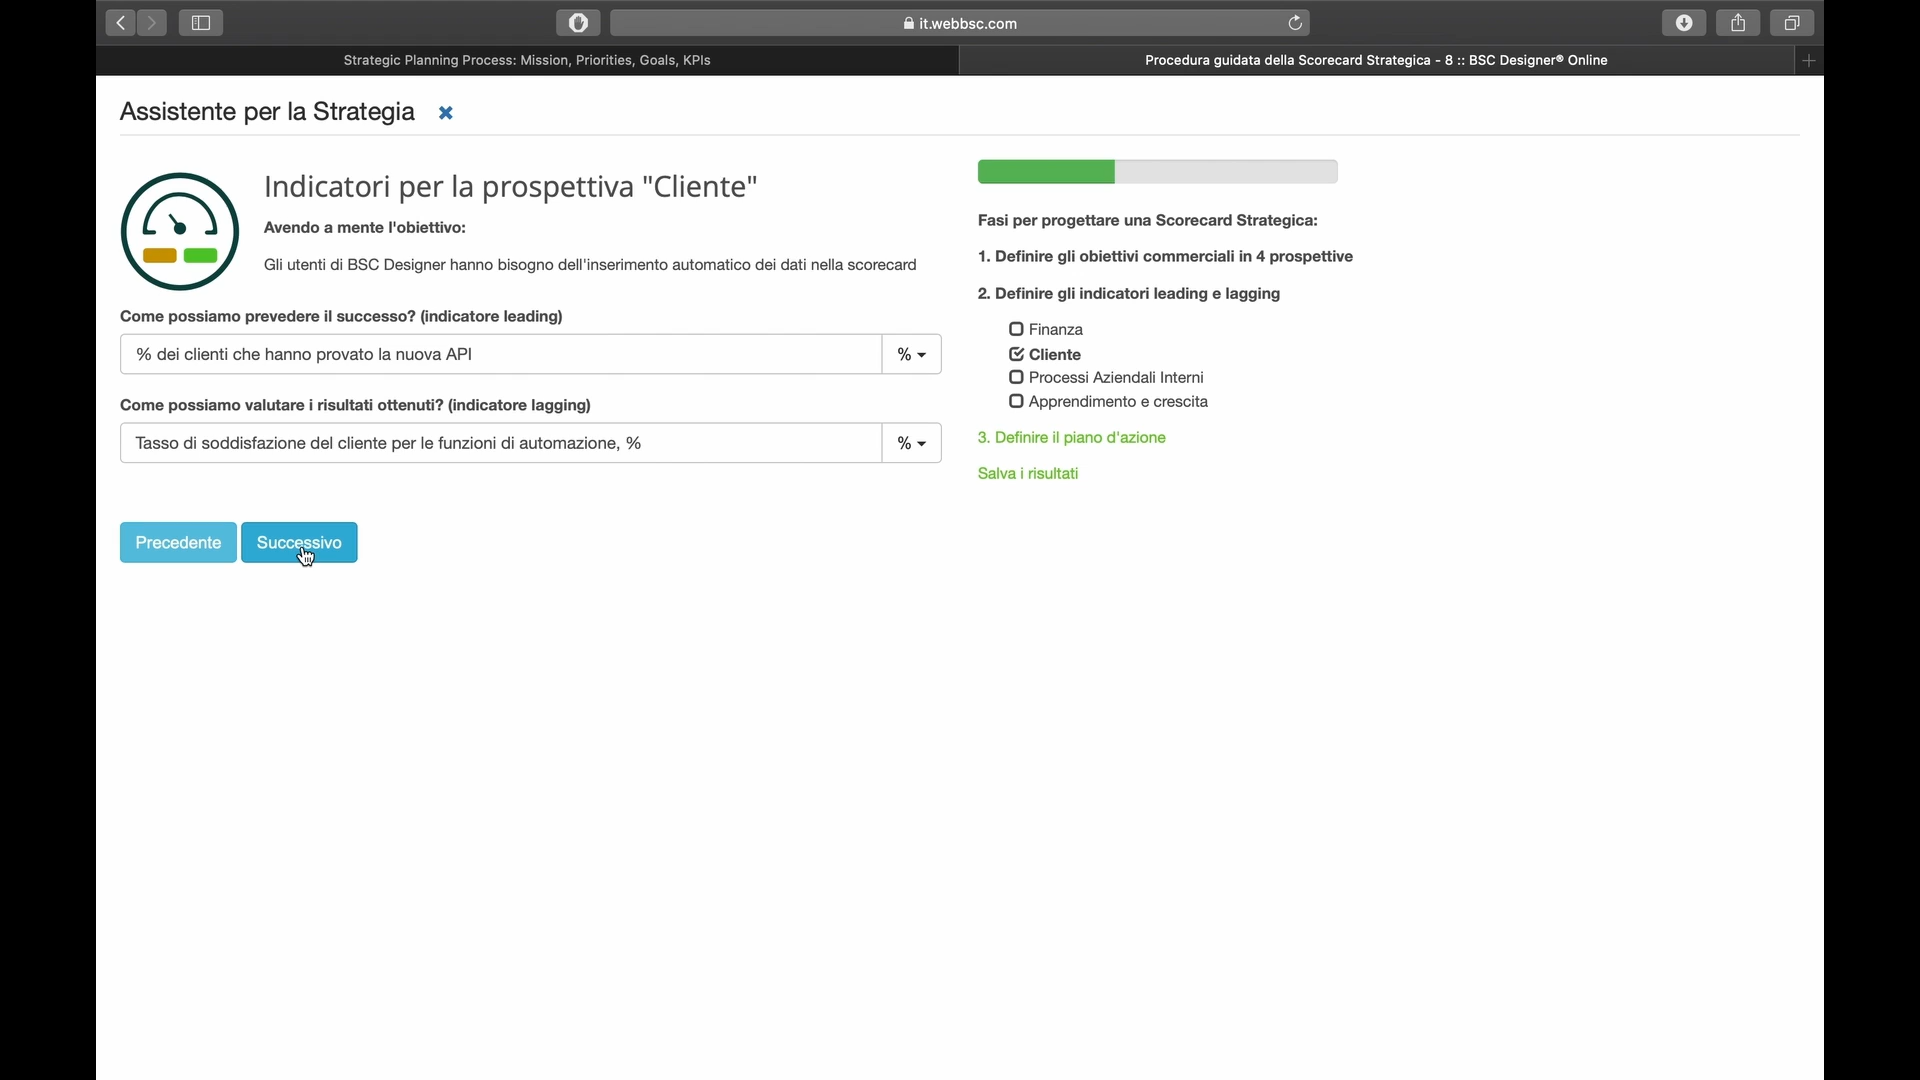 it.webbsc.com
Strategic Planning Process: Mission, Priorities, Goals, KPIs
Procedura guidata della Scorecard Strategica - 8 :: BSC Designer® Online
Assistente per la Strategia
Indicatori per la prospettiva "Cliente"
Avendo a mente l'obiettivo:
Gli utenti di BSC Designer hanno bisogno dell'inserimento automatico dei dati nella scorecard
Come possiamo prevedere il successo? (indicatore leading)
% dei clienti che hanno provato la nuova API
%
Come possiamo valutare i risultati ottenuti? (indicatore lagging)
Tasso di soddisfazione del cliente per le funzioni di automazione, %
%
Precedente
Successivo
Fasi per progettare una Scorecard Strategica:
1. Definire gli obiettivi commerciali in 4 prospettive
2. Definire gli indicatori leading e lagging
Finanza
Cliente
Processi Aziendali Interni
Apprendimento e crescita
3. Definire il piano d'azione
Salva i risultati